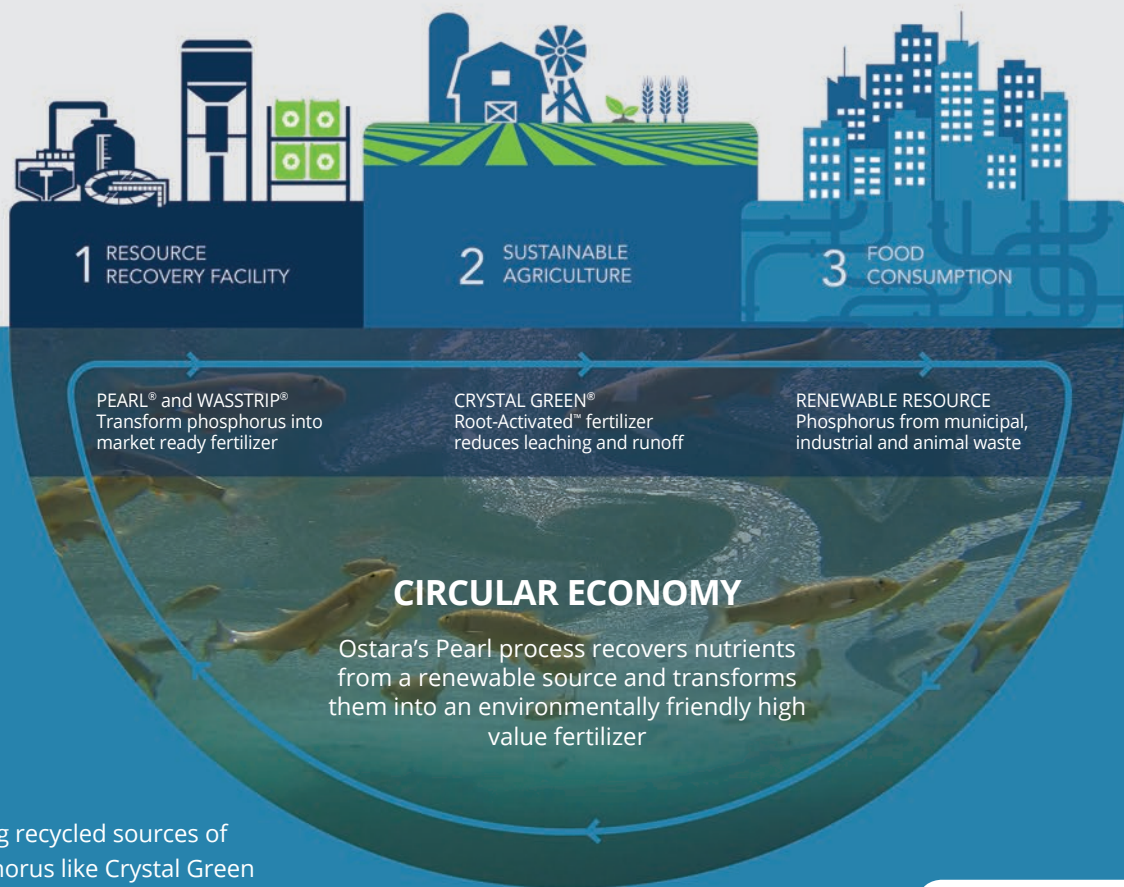 1 RESOURCE
RECOVERY FACILITY
2 SUSTAINABLE
AGRICULTURE
3 FOOD
CONSUMPTION
PEARL® and WASSTRIP®
Transform phosphorus into
market ready fertilizer
CRYSTAL GREEN®
Root-Activated™ fertilizer
reduces leaching and runoff
RENEWABLE RESOURCE
Phosphorus from municipal,
industrial and animal waste
CIRCULAR ECONOMY
Ostara's Pearl process recovers nutrients
from a renewable source and transforms
them into an environmentally friendly high
value fertilizer
recycled sources of
like Crystal Green